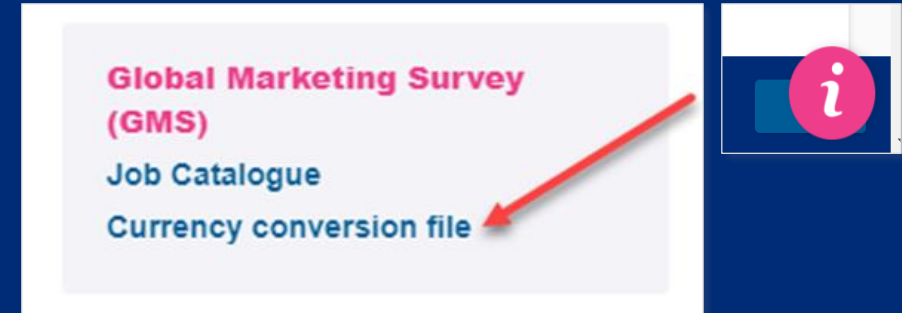 Global Marketing Survey
(GMS)
Job Catalogue
Currency conversion file
i